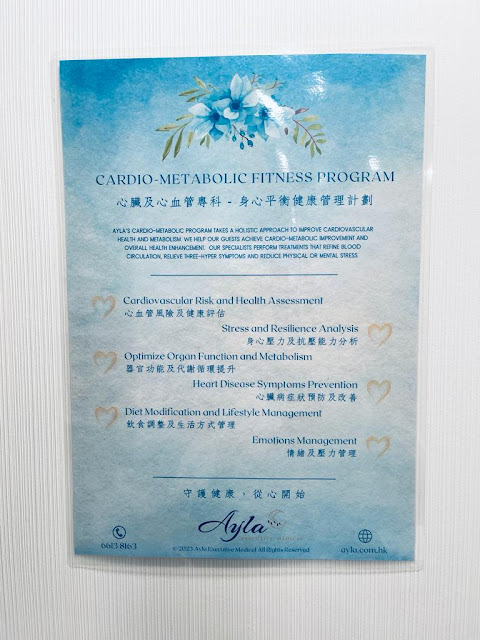 CARDIO-METABOLIC FITNESS PROGRAM
心臟及心血管專科 - 身心平衡健康管理計劃
AYLA'S CARDIO-METABOLIC PROGRAM TAKES A HOLISTIC APPROACH TO IMPROVE CARDIOVASCULAR
HEALTH AND METABOLISM. WE HELP OUR GUESTS ACHIEVE CARDIO-METABOLIC IMPROVEMENT AND
OVERALL HEALTH ENHANCEMENT. OUR SPECIALISTS PERFORM TREATMENTS THAT REFINE BLOOD
CIRCULATION, RELIEVE THREE-HYPER SYMPTOMS AND REDUCE PHYSICAL OR MENTAL STRESS.
Cardiovascular Risk and Health Assessment
心血管風險及健康評估
Stress and Resilience Analysis
身心壓力及抗壓能力分析
Optimize Organ Function and Metabolism
器官功能及代謝循環提升
Heart Disease Symptoms Prevention
心臟病症狀預防及改善
Diet Modification and Lifestyle Management
飲食調整及生活方式管理
Emotions Management
情緒及壓力管理
守護健康，從心開始
Ayla
EXECUTIVE MEDICAL
6613 8163
© 2023 Ayla Executive Medical All Rights Reserved
ayla.com.hk